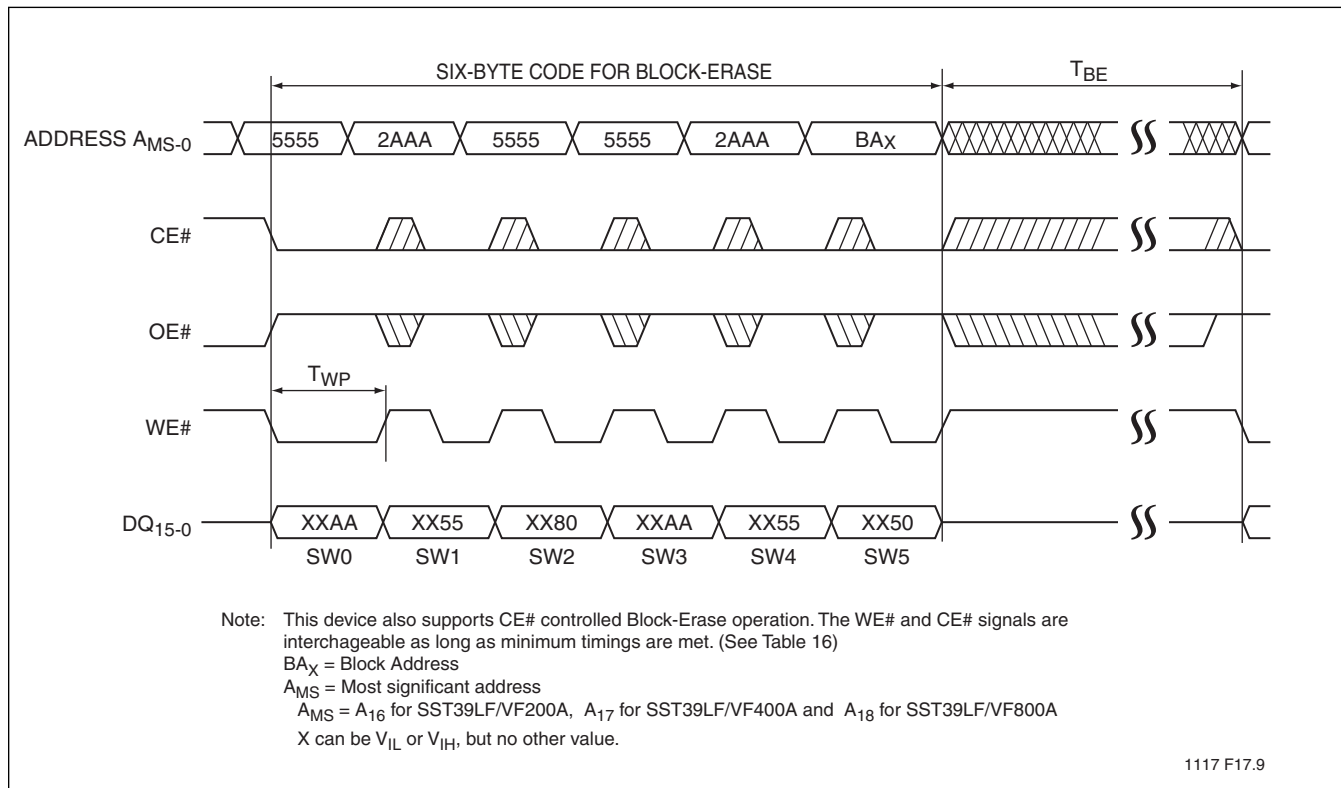 SIX-BYTE CODE FOR BLOCK-ERASE
TBE
ADDRESS AMS-0
5555 2AAA 5555 5555 2AAA BAX
CE#
OE#
TWP
WE#
DQ15-0
XXAA XX55 XX80 XXAA XX55 XX50
SW0 SW1 SW2 SW3 SW4 SW5
Note: This device also supports CE# controlled Block-Erase operation. The WE# and CE# signals are
interchageable as long as minimum timings are met. (See Table 16)
BAX = Block Address
AMS = Most significant address
AMS = A16 for SST39LF/VF200A, A17 for SST39LF/VF400A and A18 for SST39LF/VF800A
X can be VIL or VIH, but no other value.
1117 F17.9